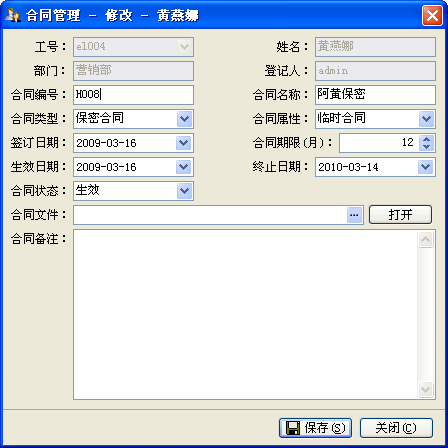 合同管理 - 修改 - 黄燕娜
工号： e1004 姓名： 黄燕娜
部门： 营销部 登记人： admin
合同编号： H008 合同名称： 阿黄保密
合同类型： 保密合同 合同属性： 临时合同
签订日期： 2009-03-16 合同期限(月)： 12
生效日期： 2009-03-16 终止日期： 2010-03-14
合同状态： 生效
合同文件： ... 打开
合同备注：
保存(S) 关闭(C)